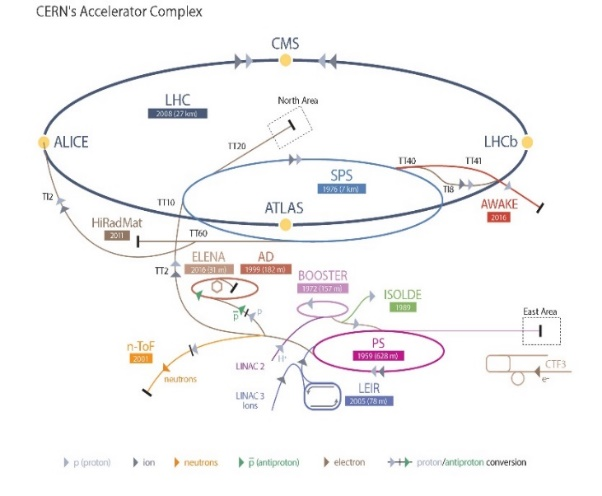 CERN's Accelerator Complex
CMS
LHC
2008 (27 km)
North Area
ALICE
LHCb
TT20
TT40
TT41
SPS
1976 (7 km)
TI8
TI2
TT10
ATLAS
AWAKE
2016
HiRadMat
2011
TT60
ELENA
2016 (31 m)
AD
1999 (182 m)
TT2
BOOSTER
1972 (157 m)
ISOLDE
1989
p
p̅
East Area
n-ToF
2001
PS
1959 (628 m)
H⁺
neutrons
LINAC 2
CTF3
e-
LINAC 3
Ions
LEIR
2005 (78 m)
p (proton)
ion
neutrons
p̅ (antiproton)
electron
proton/antiproton conversion